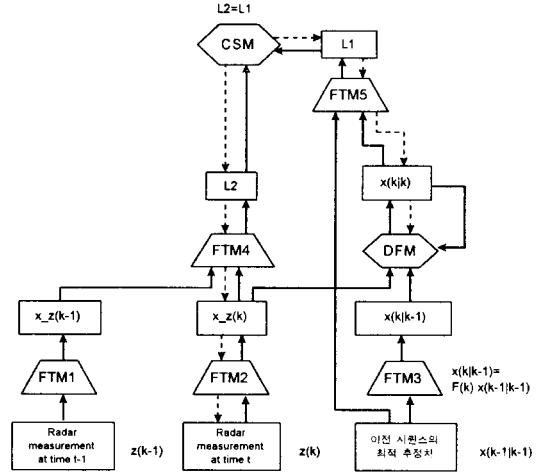 L2=L1
CSM
L1
FTM5
L2
x(k|k)
FTM4
DFM
x_z(k-1)
x_z(k)
x(k|k-1)
FTM1
FTM2
FTM3
x(k|k-1)=
F(k) x(k-1|k-1)
Radar
measurement
at time t-1
z(k-1)
Radar
measurement
at time t
z(k)
이전 시퀀스의
최적 추정치
x(k-1|k-1)